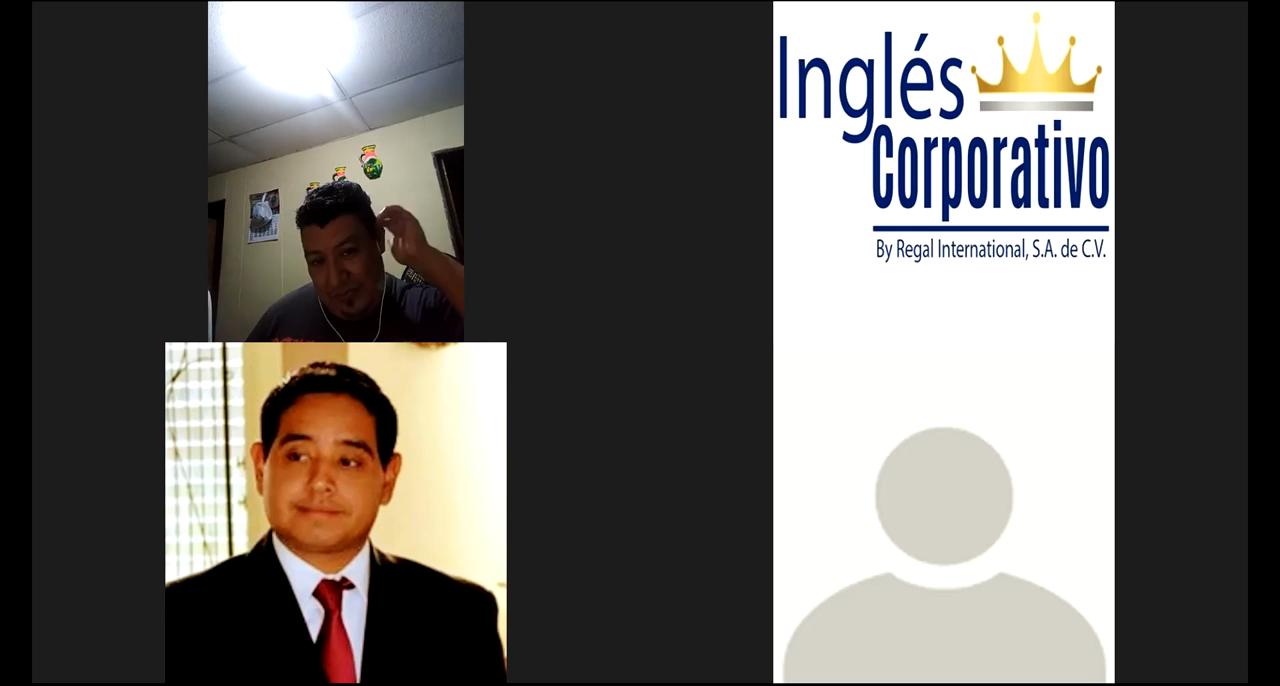 Inglés
Corporativo
By Regal International, S.A. de C.V.